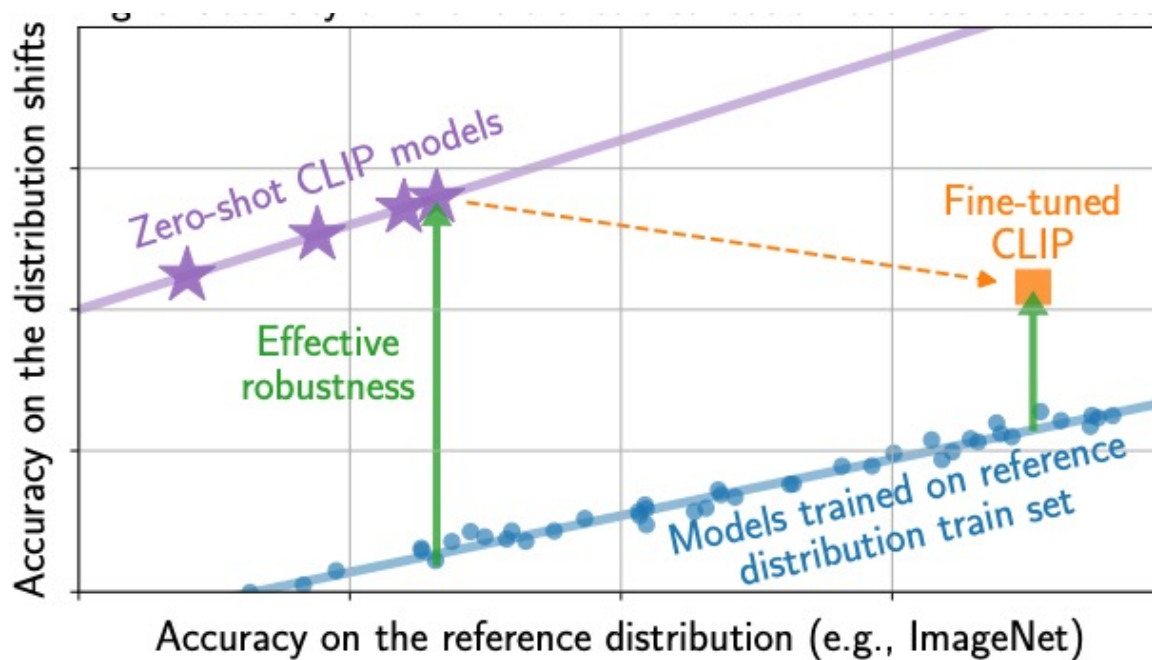 Accuracy on the distribution shifts
Zero-shot CLIP models
Fine-tuned
CLIP
Effective
robustness
Models trained on reference
distribution train set
Accuracy on the reference distribution (e.g., ImageNet)